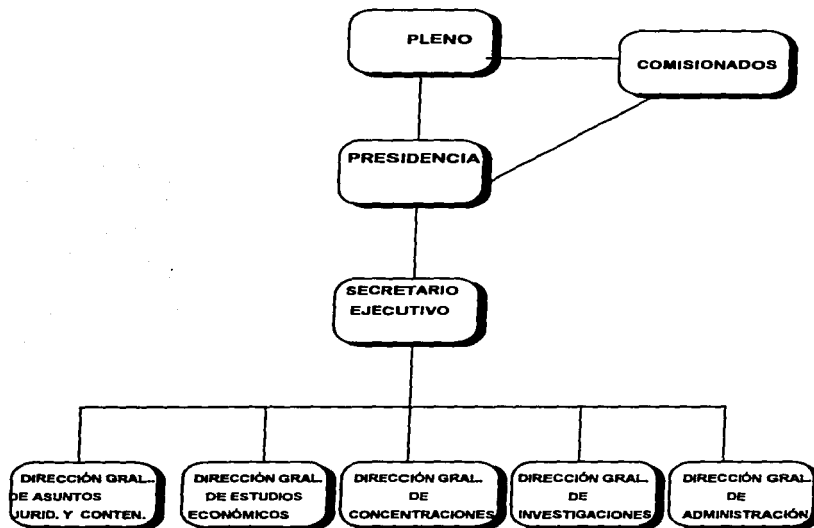 PLENO
COMISIONADOS
PRESIDENCIA
SECRETARIO
EJECUTIVO
DIRECCIÓN GRAL.
DE ASUNTOS
JURID. Y CONTEN.
DIRECCIÓN GRAL.
DE ESTUDIOS
ECONÓMICOS
DIRECCIÓN GRAL.
DE
CONCENTRACIONES
DIRECCIÓN GRAL.
DE
INVESTIGACIONES
DIRECCIÓN GRAL.
DE
ADMINISTRACIÓN